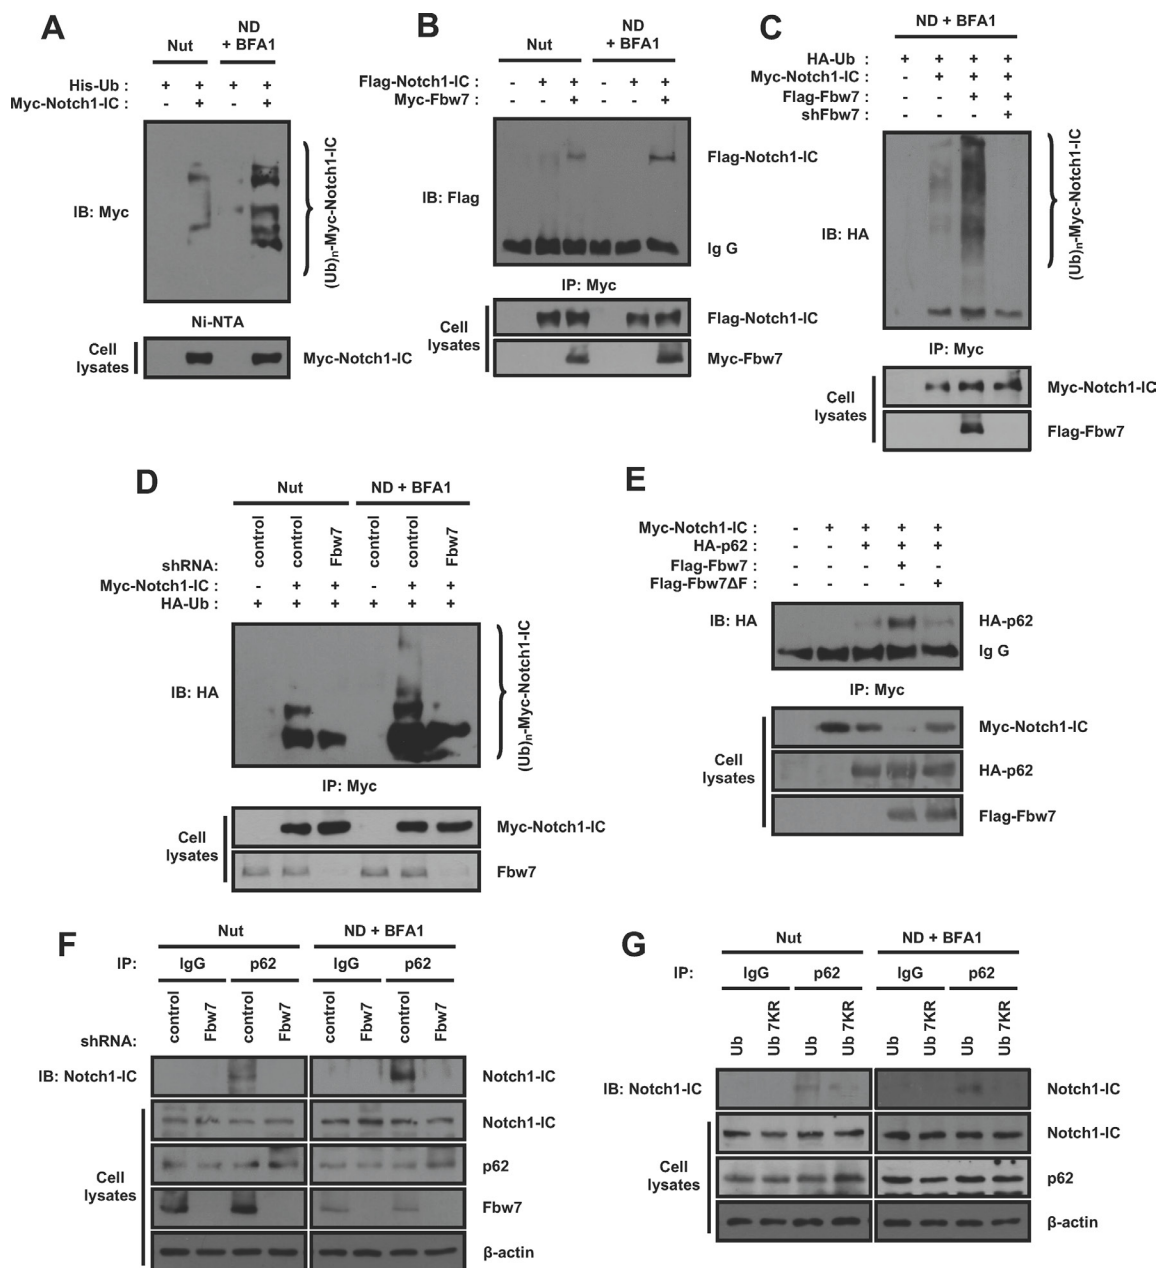 A
Nut
ND
+ BFA1
His-Ub : + + + +
Myc-Notch1-IC : - + - +
IB: Myc
(Ub)n-Myc-Notch1-IC
Ni-NTA
Cell
lysates
Myc-Notch1-IC
B
Nut
ND
+ BFA1
Flag-Notch1-IC : - + + - + +
Myc-Fbw7 : - - + - - +
IB: Flag
Flag-Notch1-IC
Ig G
IP: Myc
Cell
lysates
Flag-Notch1-IC
Myc-Fbw7
C
ND + BFA1
HA-Ub : + + + +
Myc-Notch1-IC : - + + +
Flag-Fbw7 : - - + +
shFbw7 : - - - +
IB: HA
(Ub)n-Myc-Notch1-IC
IP: Myc
Cell
lysates
Myc-Notch1-IC
Flag-Fbw7
D
Nut
ND + BFA1
shRNA: control control Fbw7 control control Fbw7
Myc-Notch1-IC : - + + - + +
HA-Ub : + + + + + +
IB: HA
(Ub)n-Myc-Notch1-IC
IP: Myc
Cell
lysates
Myc-Notch1-IC
Fbw7
E
Myc-Notch1-IC : - + + + +
HA-p62 : - - + + +
Flag-Fbw7 : - - - + -
Flag-Fbw7ΔF : - - - - +
IB: HA
HA-p62
Ig G
IP: Myc
Cell
lysates
Myc-Notch1-IC
HA-p62
Flag-Fbw7
F
Nut
ND + BFA1
IP: IgG p62 IgG p62
shRNA: control Fbw7 control Fbw7 control Fbw7 control Fbw7
IB: Notch1-IC
Notch1-IC
Cell
lysates
Notch1-IC
p62
Fbw7
β-actin
G
Nut
ND + BFA1
IP: IgG p62 IgG p62
Ub Ub 7KR Ub Ub 7KR Ub Ub 7KR Ub Ub 7KR
IB: Notch1-IC
Notch1-IC
Cell
lysates
Notch1-IC
p62
β-actin